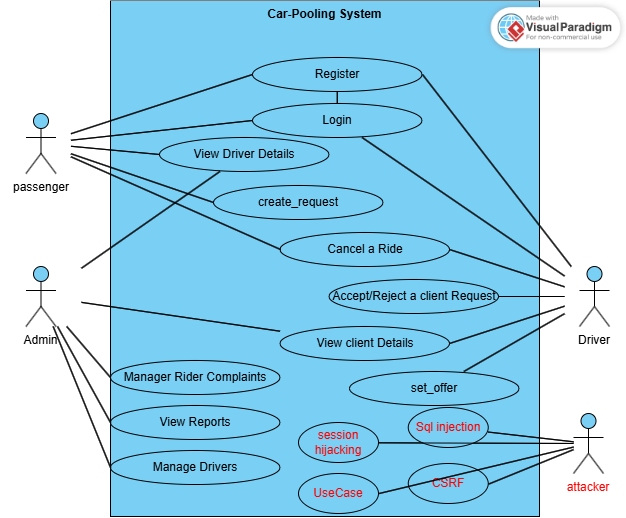 Car-Pooling System
Made with
Visual Paradigm
For non-commercial use
Register
Login
passenger
View Driver Details
create_request
Cancel a Ride
Accept/Reject a client Request
Admin
View client Details
Driver
Manager Rider Complaints
set_offer
View Reports
Sql injection
session
hijacking
Manage Drivers
CSRF
attacker
UseCase